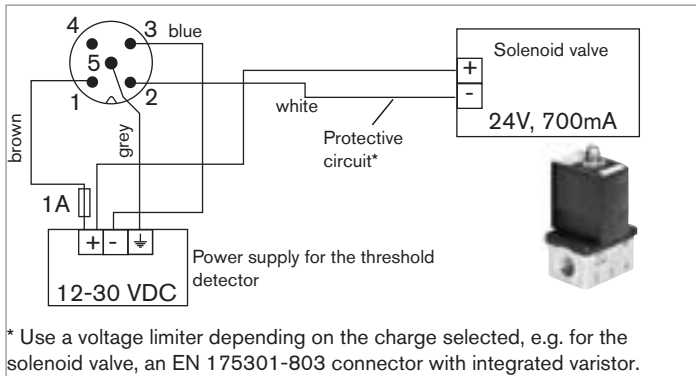 4
3
blue
5
1
2
brown
grey
white
Protective
circuit*
Solenoid valve
+
-
24V, 700mA
1A
+ -
12-30 VDC
Power supply for the threshold
detector
* Use a voltage limiter depending on the charge selected, e.g. for the
solenoid valve, an EN 175301-803 connector with integrated varistor.